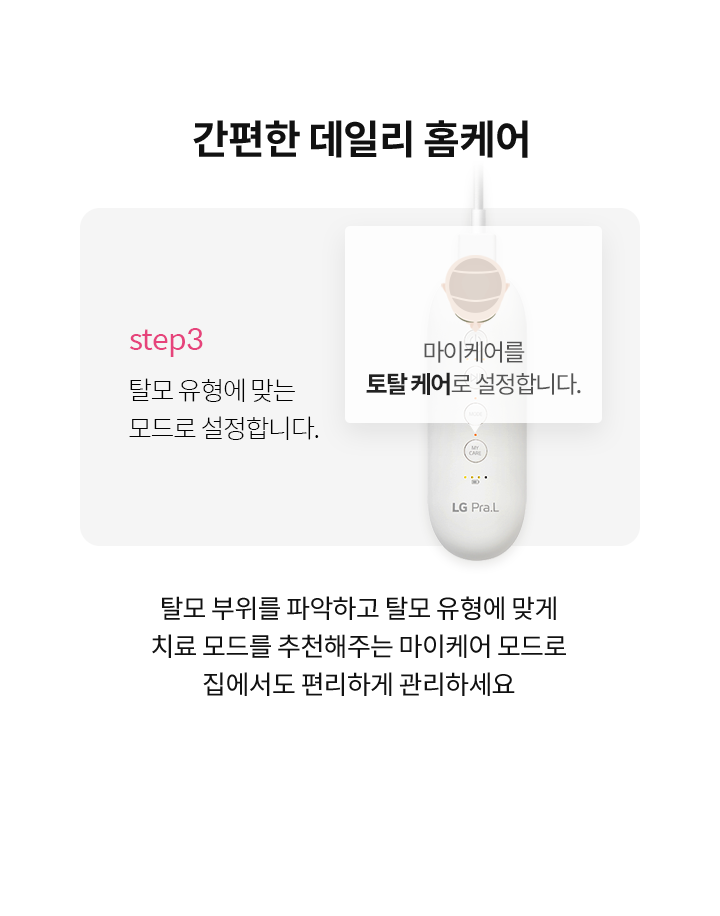 간편한 데일리 홈케어
step3
탈모 유형에 맞는
모드로 설정합니다.
마이케어를
토탈 케어로 설정합니다.
MY
CARE
LG Pra.L
탈모 부위를 파악하고 탈모 유형에 맞게
치료 모드를 추천해주는 마이케어 모드로
집에서도 편리하게 관리하세요